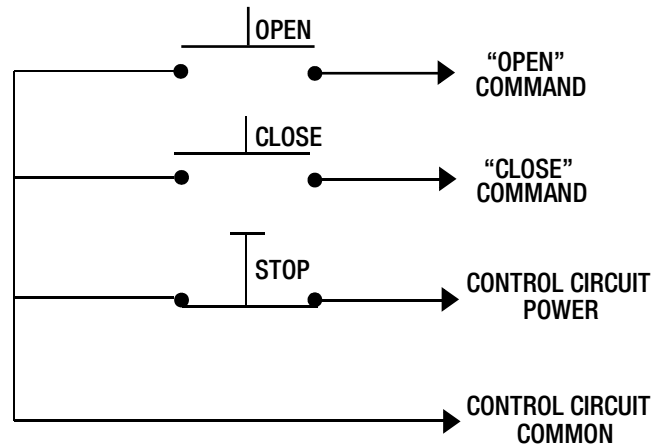 OPEN
“OPEN”
COMMAND
CLOSE
“CLOSE”
COMMAND
STOP
CONTROL CIRCUIT
POWER
CONTROL CIRCUIT
COMMON